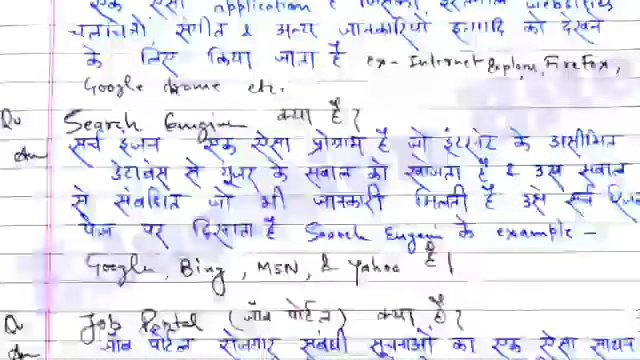 एक ऐसा application है जिसका इस्तेमाल websites
चलचित्रो संगीत & अन्य जानकारियो इत्यादि को देखने
के लिए किया जाता है ex- Internet Explorer, FireFox,
Google chrome etc.
Qu Search Engine क्या है?
Ans सर्च इंजन एक ऐसा प्रोग्राम है जो इंटरनेट के असीमित
डेटाबेस से यूजर के सवाल को खोजता है & उस सवाल
से संबंधित जो भी जानकारी मिलती है उसे सर्च इंजन
पेज पर दिखाता है Search Engein के example -
Google, Bing, MSN, & Yahoo है।
Q Job Portal (जॉब पोर्टल) क्या है?
Ans जॉब पोर्टल रोजगार संबंधी सूचनाओं का एक ऐसा साधन